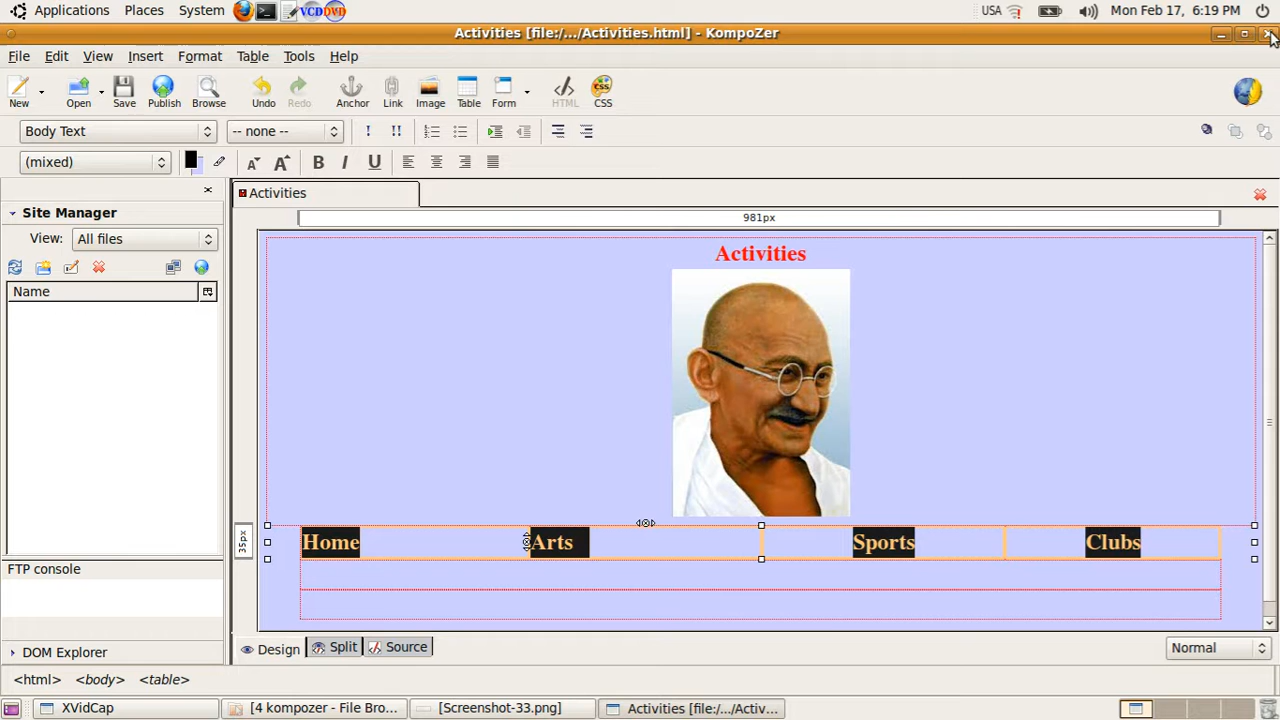 Applications Places System VCDDVD USA Mon Feb 17, 6:19 PM
Activities [file:/.../Activities.html] - KompoZer
File Edit View Insert Format Table Tools Help
New Open Save Publish Browse Undo Redo Anchor Link Image Table Form HTML CSS
Body Text -- none -- ! !!
(mixed) A A B I U
Activities
Site Manager
981px
View: All files
Activities
Name
35px
Home Arts Sports Clubs
FTP console
DOM Explorer
Design Split Source Normal
<html> <body> <table>
XVidCap [4 kompozer - File Bro... [Screenshot-33.png] Activities [file:/.../Activ...